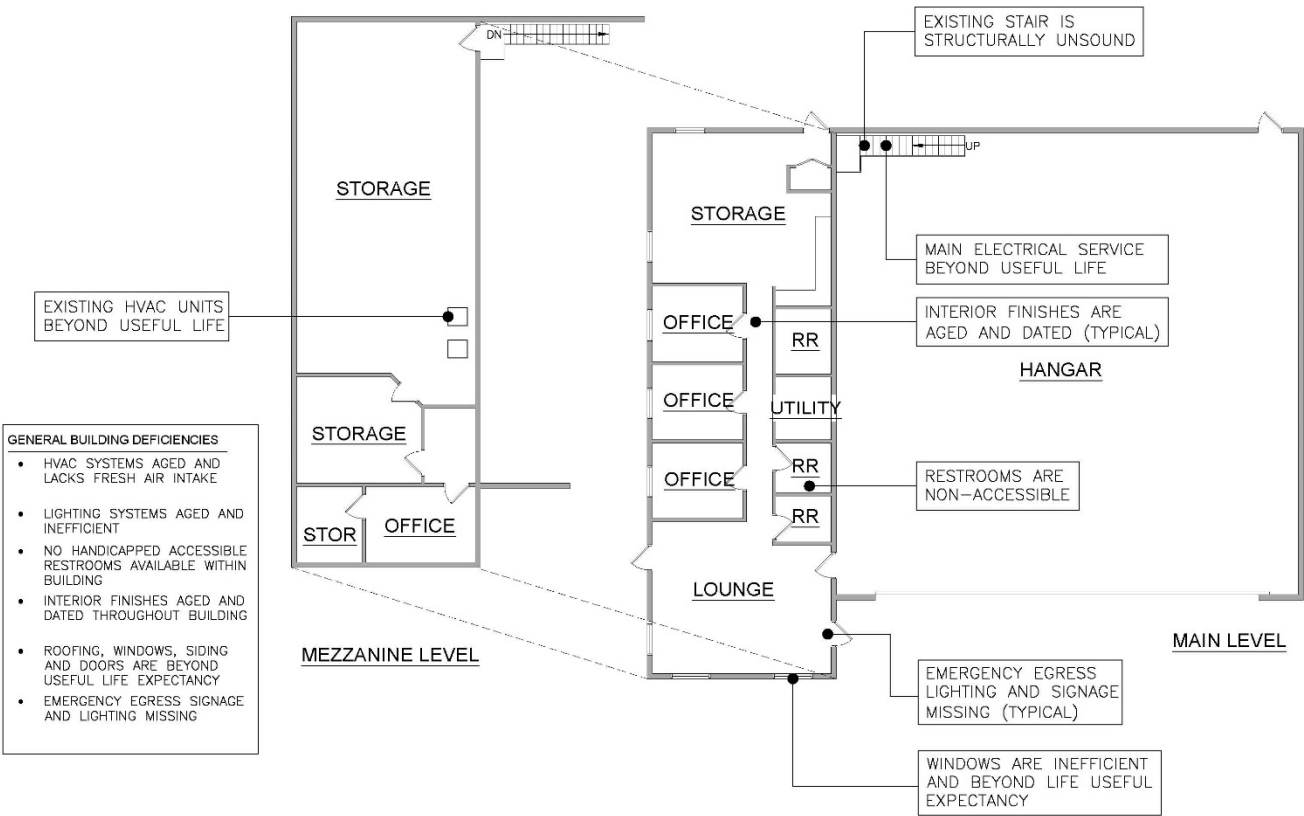 DN
STORAGE
EXISTING HVAC UNITS
BEYOND USEFUL LIFE
STORAGE
STOR
OFFICE
MEZZANINE LEVEL
GENERAL BUILDING DEFICIENCIES
• HVAC SYSTEMS AGED AND
LACKS FRESH AIR INTAKE
• LIGHTING SYSTEMS AGED AND
INEFFICIENT
• NO HANDICAPPED ACCESSIBLE
RESTROOMS AVAILABLE WITHIN
BUILDING
• INTERIOR FINISHES AGED AND
DATED THROUGHOUT BUILDING
• ROOFING, WINDOWS, SIDING
AND DOORS ARE BEYOND
USEFUL LIFE EXPECTANCY
• EMERGENCY EGRESS SIGNAGE
AND LIGHTING MISSING
STORAGE
OFFICE
OFFICE
OFFICE
RR
UTILITY
RR
RR
LOUNGE
UP
HANGAR
MAIN LEVEL
EXISTING STAIR IS
STRUCTURALLY UNSOUND
MAIN ELECTRICAL SERVICE
BEYOND USEFUL LIFE
INTERIOR FINISHES ARE
AGED AND DATED (TYPICAL)
RESTROOMS ARE
NON-ACCESSIBLE
EMERGENCY EGRESS
LIGHTING AND SIGNAGE
MISSING (TYPICAL)
WINDOWS ARE INEFFICIENT
AND BEYOND LIFE USEFUL
EXPECTANCY